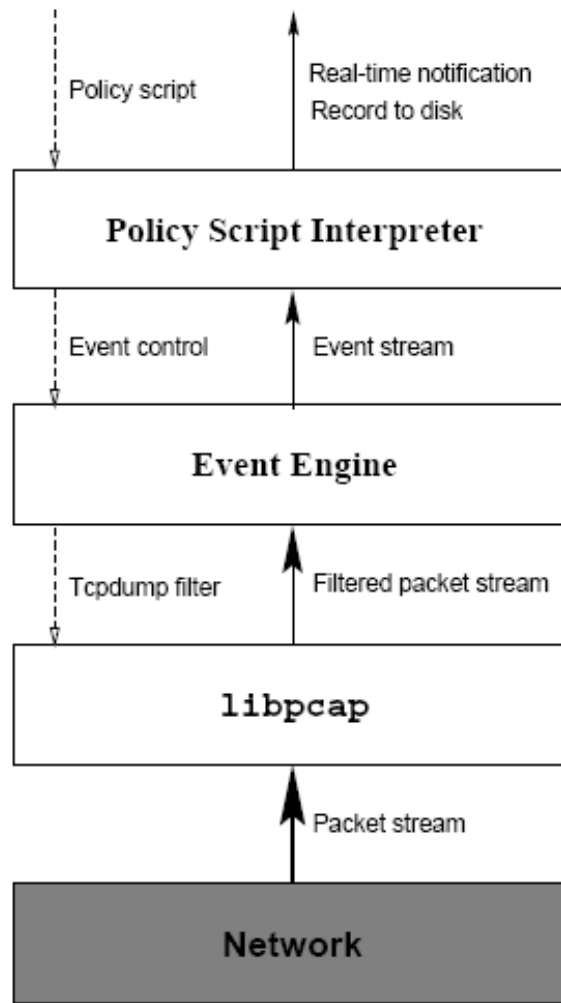 Policy script
Real-time notification
Record to disk
Policy Script Interpreter
Event control
Event stream
Event Engine
Tcpdump filter
Filtered packet stream
libpcap
Packet stream
Network